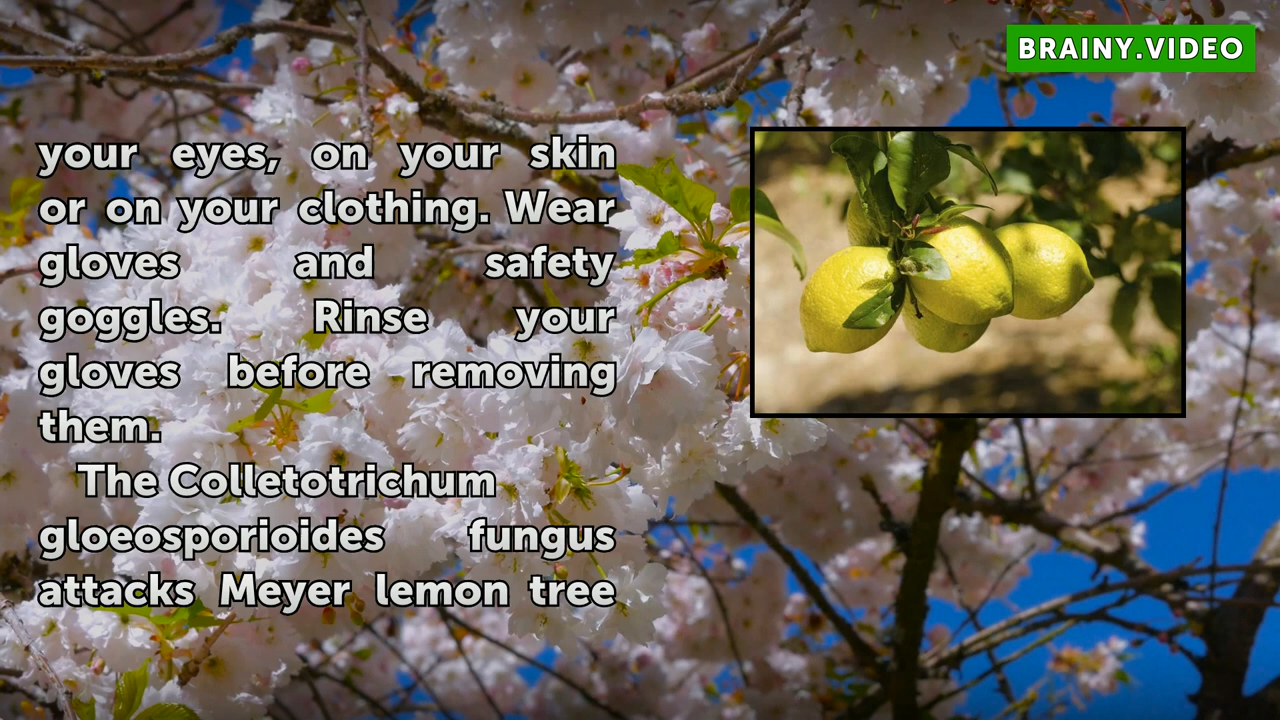 BRAINY.VIDEO
your eyes, on your skin
or on your clothing. Wear
gloves and safety
goggles. Rinse your
gloves before removing
them.
The Colletotrichum
gloeosporioides fungus
attacks Meyer lemon tree